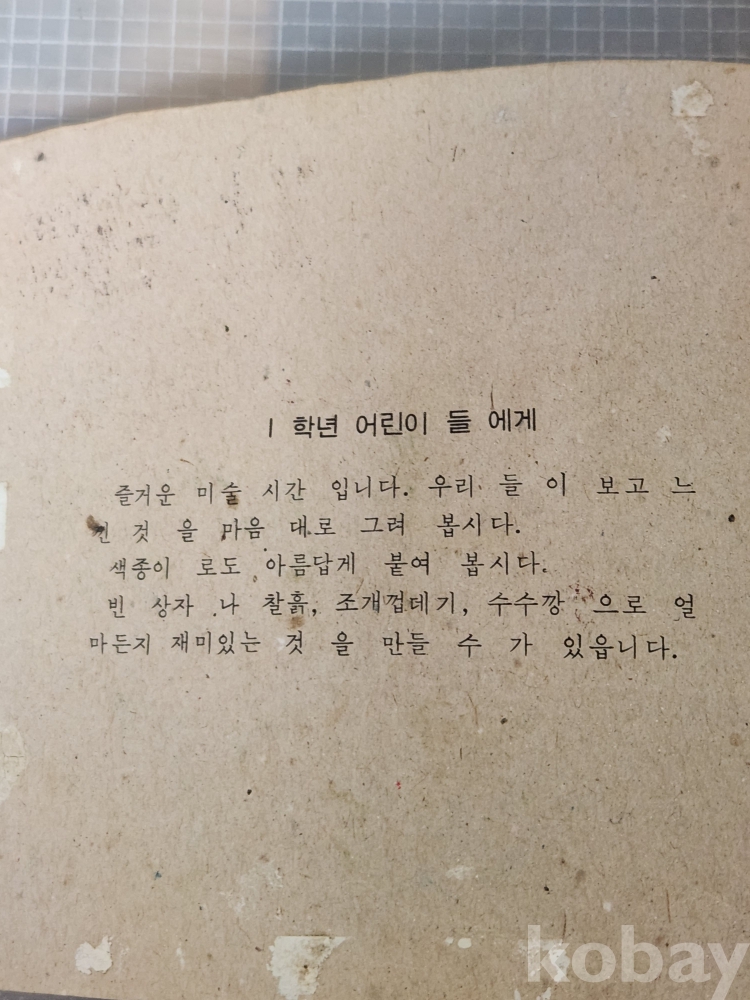 1 학년 어린이 들 에게
즐거운 미술 시간 입니다. 우리 들 이 보고 느
낀 것 을 마음 대로 그려 봅시다.
색종이 로도 아름답게 붙여 봅시다.
빈 상자 나 찰흙, 조개껍데기, 수수깡 으로 얼
마든지 재미있는 것 을 만들 수 가 있읍니다.
kobay